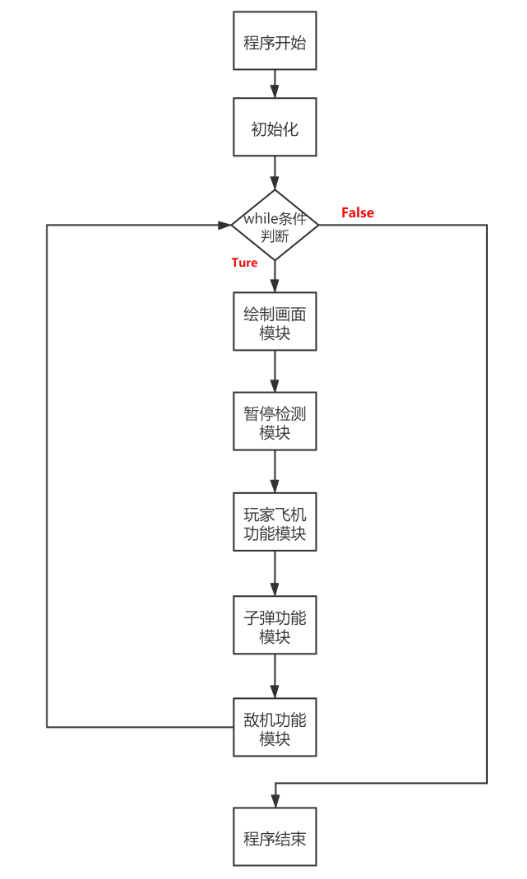 程序开始
初始化
while条件
判断
False
Ture
绘制画面
模块
暂停检测
模块
玩家飞机
功能模块
子弹功能
模块
敌机功能
模块
程序结束